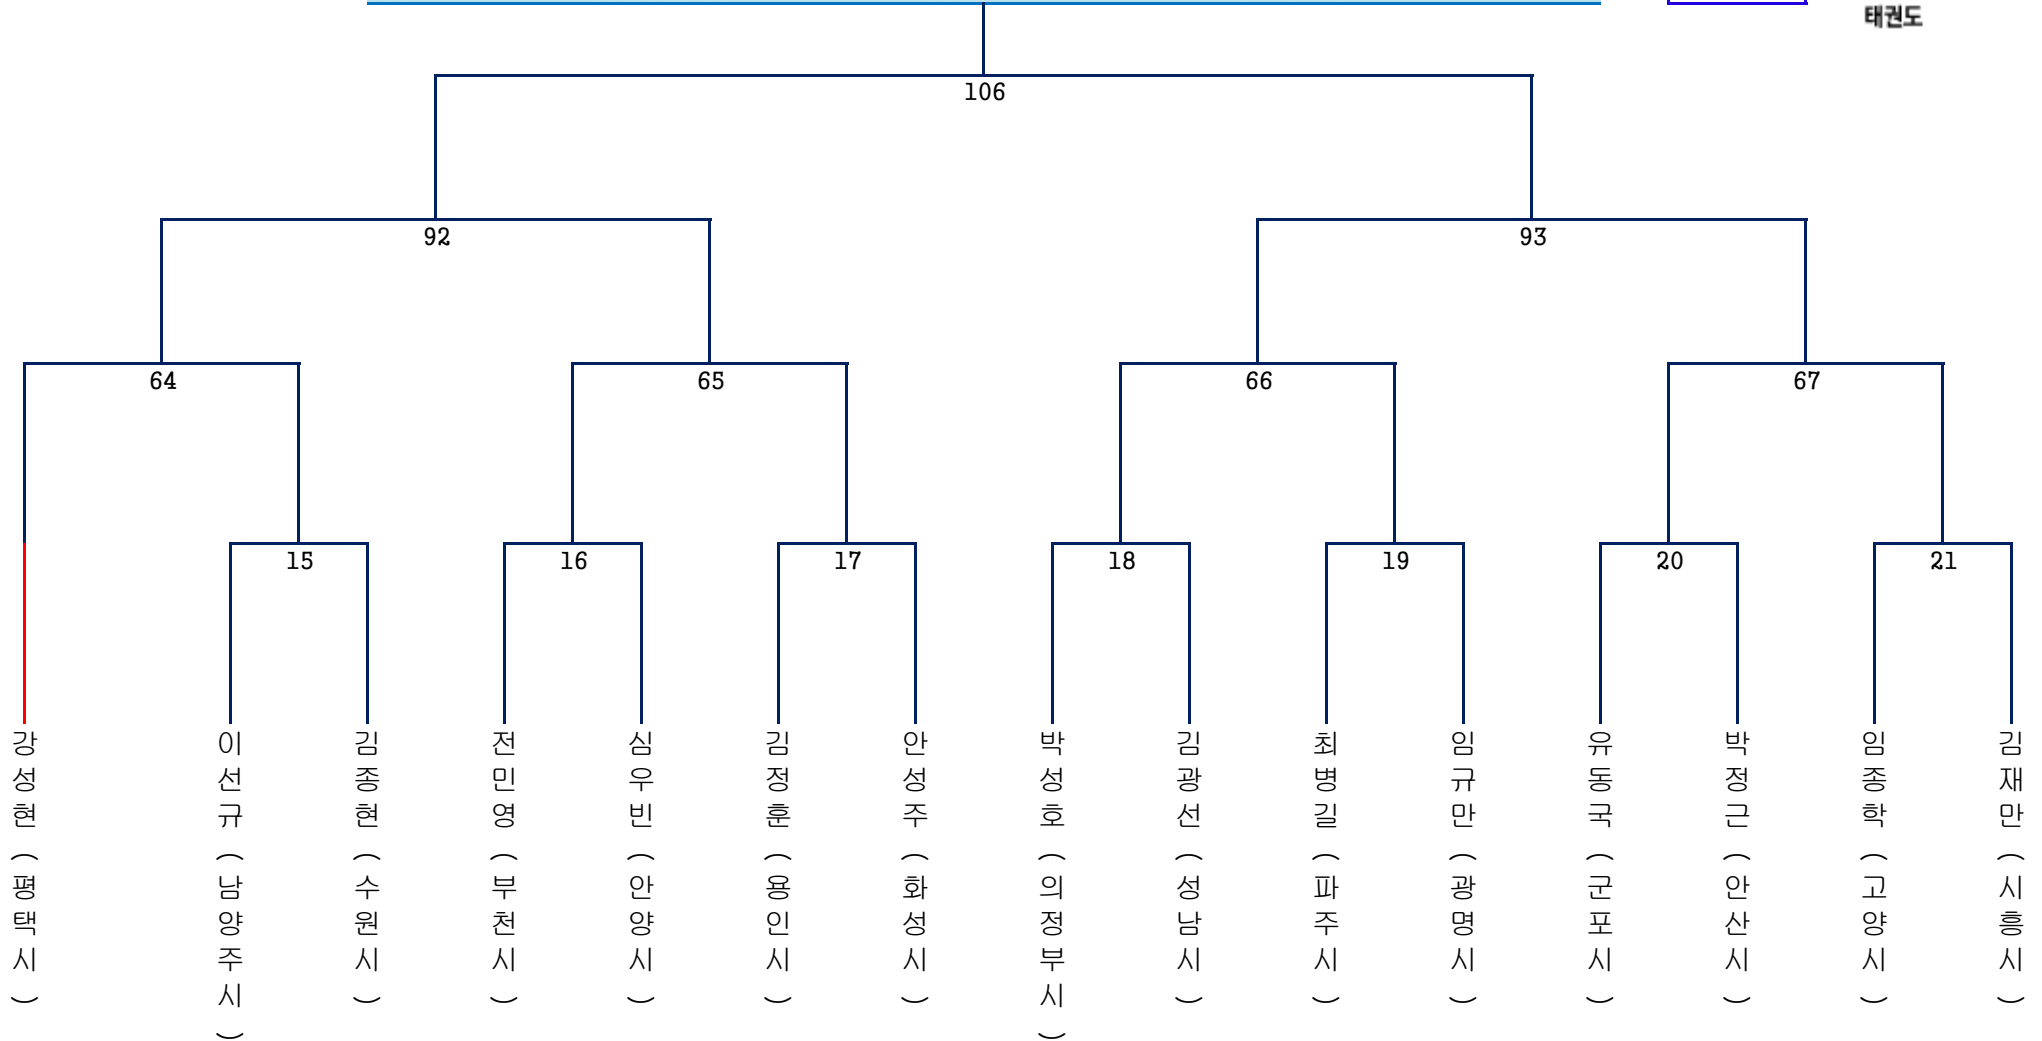 태권도
106
92
93
64
65
66
67
15
16
17
18
19
20
21
강성현(평택시)
이선규(남양주시)
김종현(수원시)
전민영(부천시)
심우빈(안양시)
김정훈(용인시)
안성주(화성시)
박성호(의정부시)
김광선(성남시)
최병길(파주시)
임규만(광명시)
유동국(군포시)
박정근(안산시)
임종학(고양시)
김재만(시흥시)